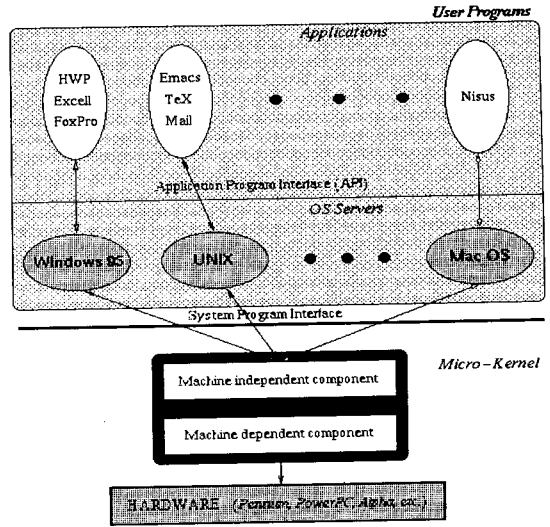 User Programs
Applications
HWP
Excell
FoxPro
Emacs
TeX
Mail
Nisus
Application Program Interface (API)
OS Servers
Windows 95
UNIX
Mac OS
System Program Interface
Micro-Kernel
Machine independent component
Machine dependent component
HARDWARE (Pentium, PowerPC, Alpha, etc.)